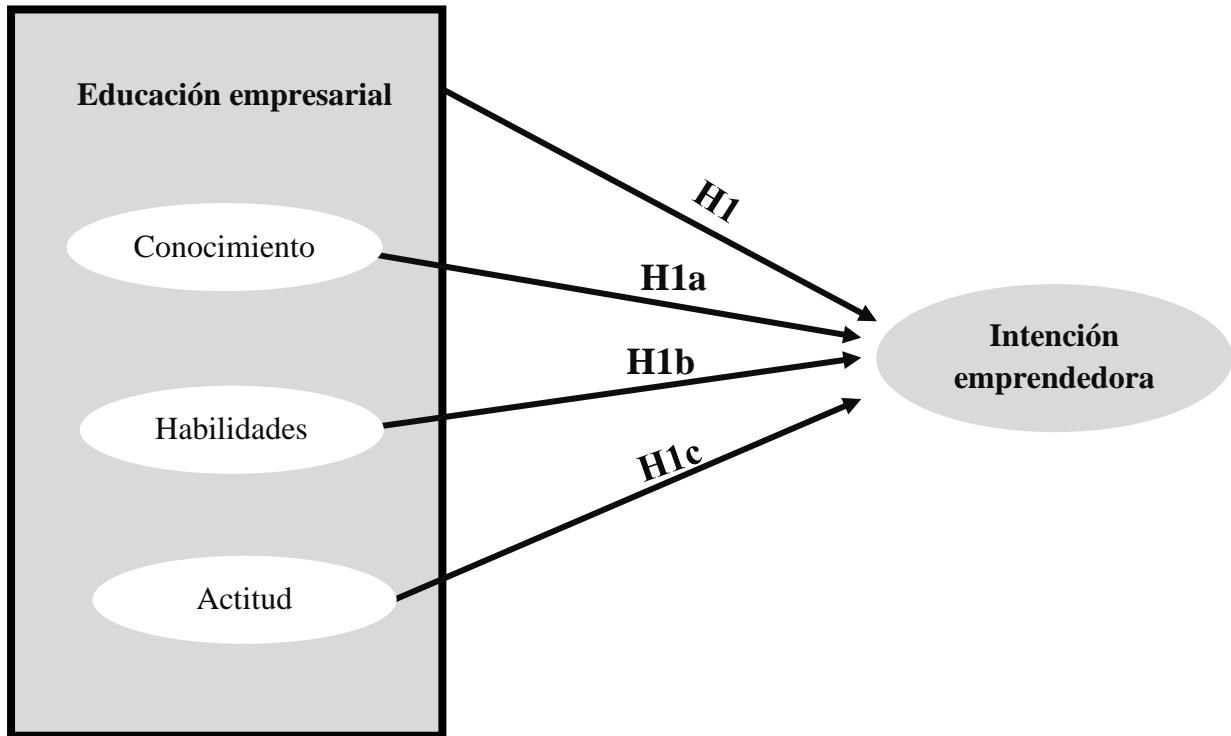 Educación empresarial
H1
Conocimiento
H1a
Intención
emprendedora
H1b
Habilidades
H1c
Actitud